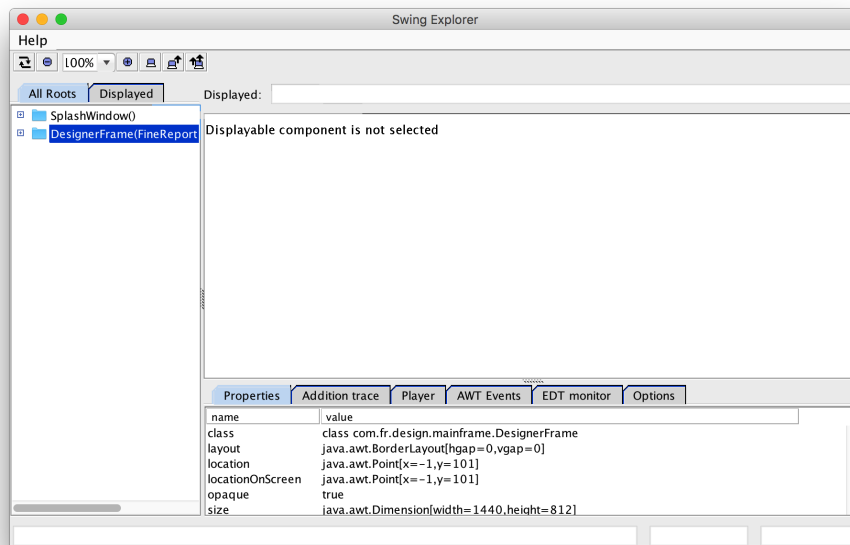 Swing Explorer
Help
100%
All Roots
Displayed
Displayed:
SplashWindow()
DesignerFrame(FineReport
Displayable component is not selected
Properties
Addition trace
Player
AWT Events
EDT monitor
Options
name value
class class com.fr.design.mainframe.DesignerFrame
layout java.awt.BorderLayout[hgap=0,vgap=0]
location java.awt.Point[x=-1,y=101]
locationOnScreen java.awt.Point[x=-1,y=101]
opaque true
size java.awt.Dimension[width=1440,height=812]